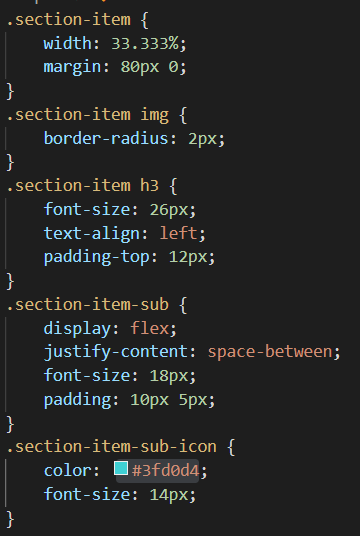 .section-item {
width: 33.333%;
margin: 80px 0;
}
.section-item img {
border-radius: 2px;
}
.section-item h3 {
font-size: 26px;
text-align: left;
padding-top: 12px;
}
.section-item-sub {
display: flex;
justify-content: space-between;
font-size: 18px;
padding: 10px 5px;
}
.section-item-sub-icon {
color: #3fd0d4;
font-size: 14px;
}